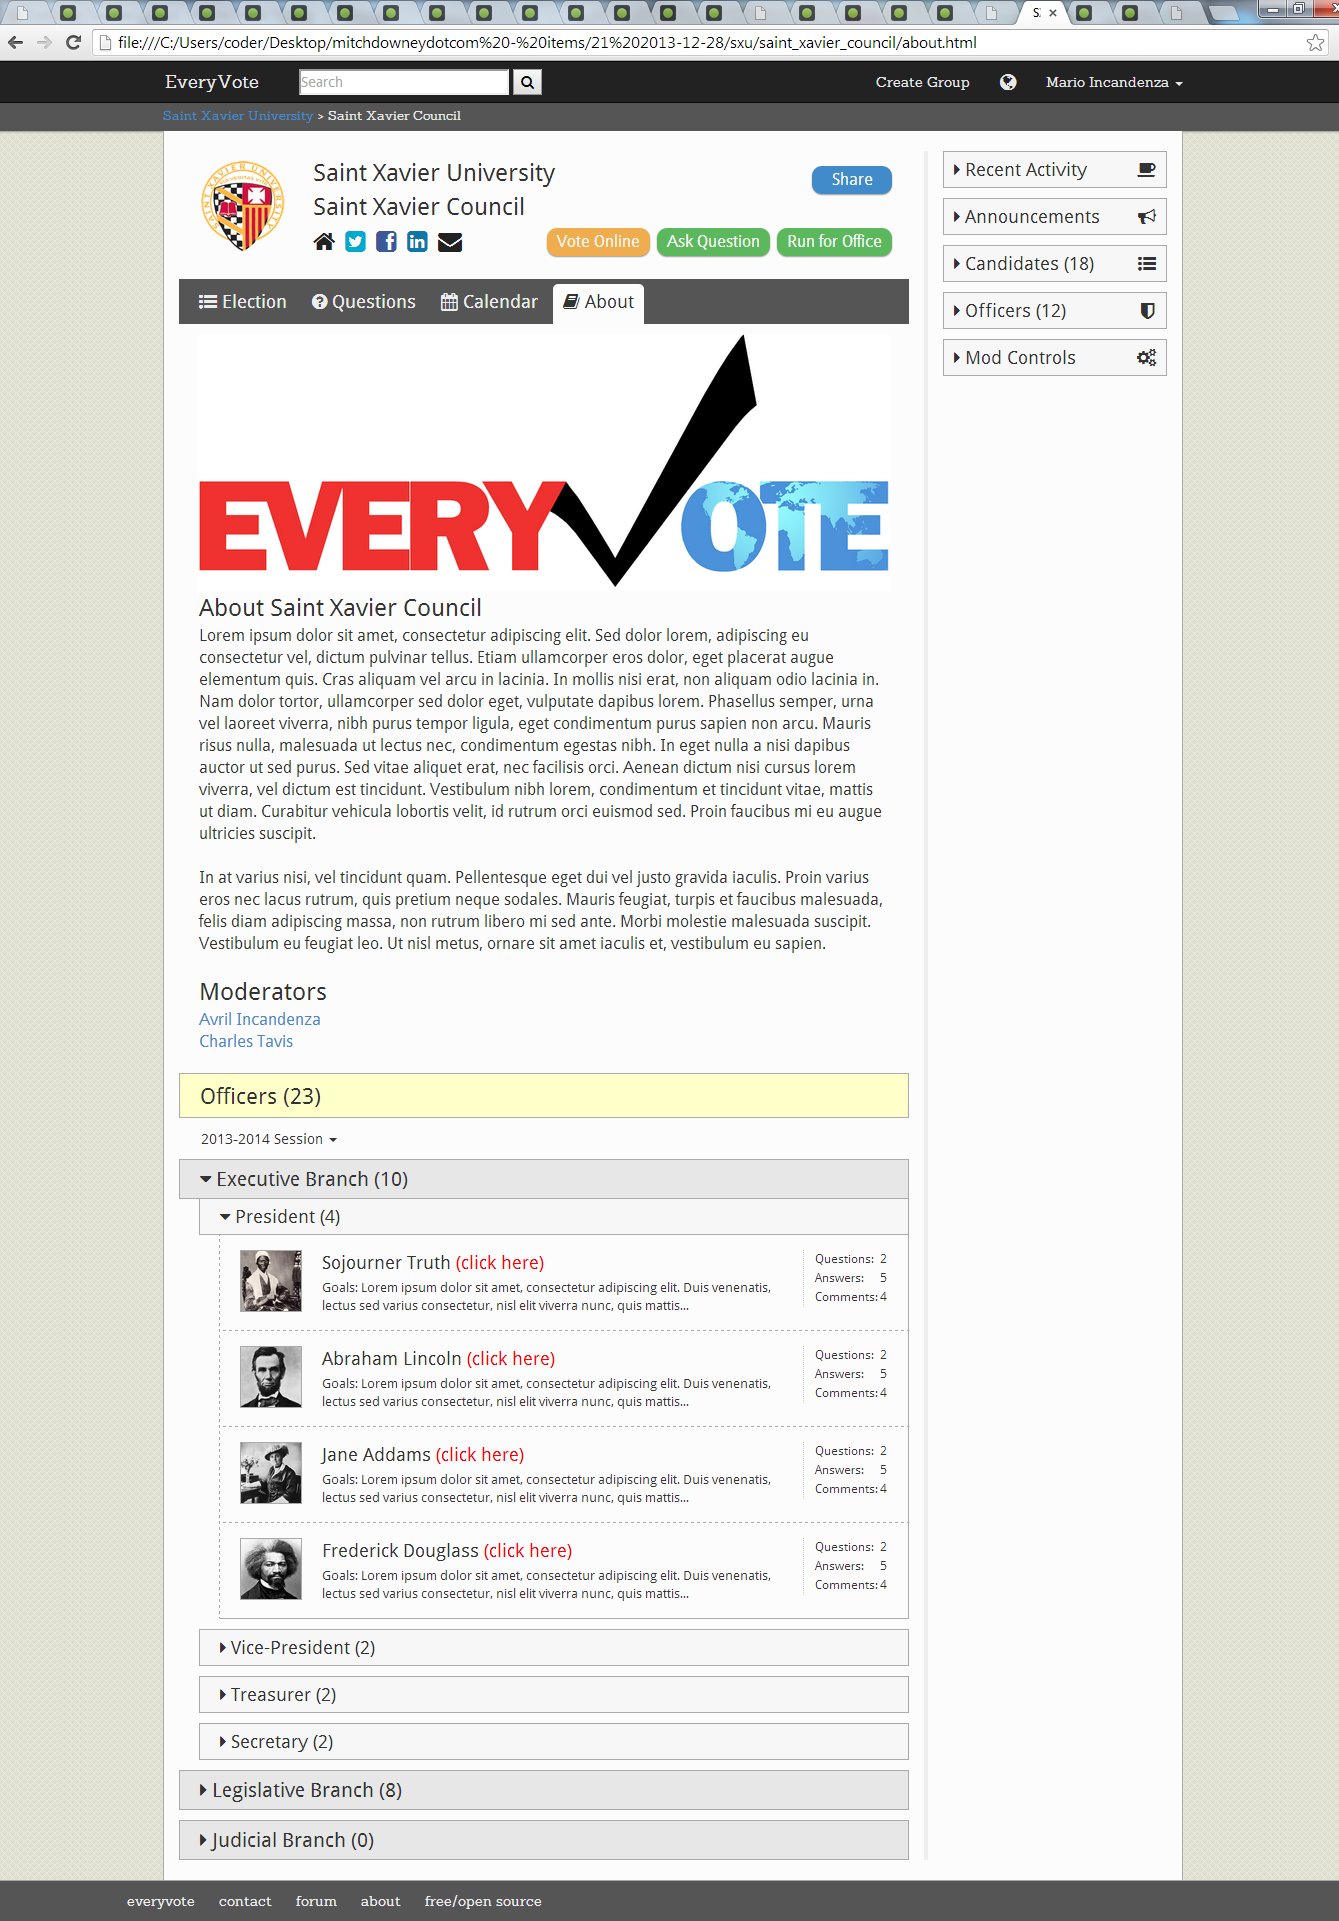 S
file:///C:/Users/coder/Desktop/mitchdowneydotcom%20-%20items/21%202013-12-28/sxu/saint_xavier_council/about.html
EveryVote
Search
Create Group
Mario Incandenza
Saint Xavier University > Saint Xavier Council
SAINT XAVIER UNIVERSITY
Saint Xavier University
Saint Xavier Council
Share
Vote Online
Ask Question
Run for Office
Election
Questions
Calendar
About
Recent Activity
Announcements
Candidates (18)
Officers (12)
Mod Controls
EVERYVOTE
About Saint Xavier Council
Lorem ipsum dolor sit amet, consectetur adipiscing elit. Sed dolor lorem, adipiscing eu
consectetur vel, dictum pulvinar tellus. Etiam ullamcorper eros dolor, eget placerat augue
elementum quis. Cras aliquam vel arcu in lacinia. In mollis nisi erat, non aliquam odio lacinia in.
Nam dolor tortor, ullamcorper sed dolor eget, vulputate dapibus lorem. Phasellus semper, urna
vel laoreet viverra, nibh purus tempor ligula, eget condimentum purus sapien non arcu. Mauris
risus nulla, malesuada ut lectus nec, condimentum egestas nibh. In eget nulla a nisi dapibus
auctor ut sed purus. Sed vitae aliquet erat, nec facilisis orci. Aenean dictum nisi cursus lorem
viverra, vel dictum est tincidunt. Vestibulum nibh lorem, condimentum et tincidunt vitae, mattis
ut diam. Curabitur vehicula lobortis velit, id rutrum orci euismod sed. Proin faucibus mi eu augue
ultricies suscipit.
In at varius nisi, vel tincidunt quam. Pellentesque eget dui vel justo gravida iaculis. Proin varius
eros nec lacus rutrum, quis pretium neque sodales. Mauris feugiat, turpis et faucibus malesuada,
felis diam adipiscing massa, non rutrum libero mi sed ante. Morbi molestie malesuada suscipit.
Vestibulum eu feugiat leo. Ut nisl metus, ornare sit amet iaculis et, vestibulum eu sapien.
Moderators
Avril Incandenza
Charles Tavis
Officers (23)
2013-2014 Session
Executive Branch (10)
President (4)
Sojourner Truth (click here)
Goals: Lorem ipsum dolor sit amet, consectetur adipiscing elit. Duis venenatis,
lectus sed varius consectetur, nisl elit viverra nunc, quis mattis...
Questions: 2
Answers: 5
Comments: 4
Abraham Lincoln (click here)
Goals: Lorem ipsum dolor sit amet, consectetur adipiscing elit. Duis venenatis,
lectus sed varius consectetur, nisl elit viverra nunc, quis mattis...
Questions: 2
Answers: 5
Comments: 4
Jane Addams (click here)
Goals: Lorem ipsum dolor sit amet, consectetur adipiscing elit. Duis venenatis,
lectus sed varius consectetur, nisl elit viverra nunc, quis mattis...
Questions: 2
Answers: 5
Comments: 4
Frederick Douglass (click here)
Goals: Lorem ipsum dolor sit amet, consectetur adipiscing elit. Duis venenatis,
lectus sed varius consectetur, nisl elit viverra nunc, quis mattis...
Questions: 2
Answers: 5
Comments: 4
Vice-President (2)
Treasurer (2)
Secretary (2)
Legislative Branch (8)
Judicial Branch (0)
everyvote
contact
forum
about
free/open source